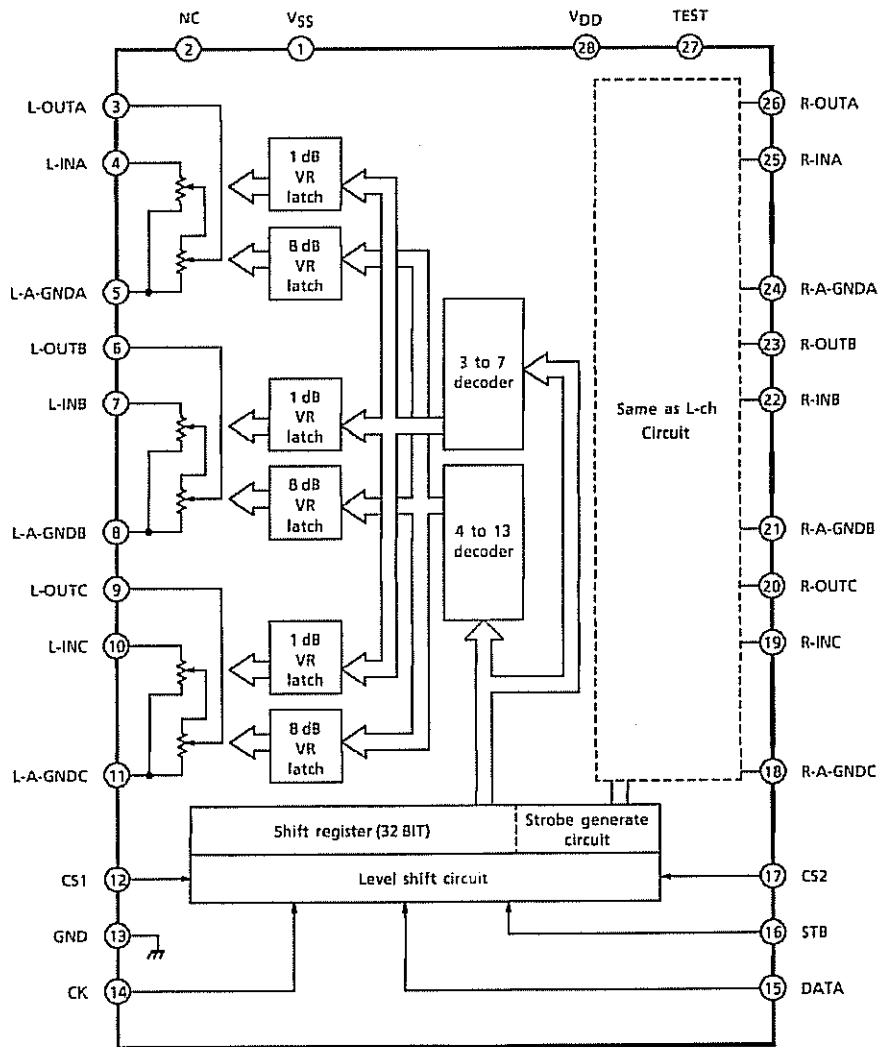 NC
VSS
VDD
TEST
2
1
28
27
L-OUTA
3
26
R-OUTA
L-INA
4
1 dB
VR
latch
25
R-INA
8 dB
VR
latch
L-A-GNDA
5
24
R-A-GNDA
L-OUTB
6
3 to 7
decoder
23
R-OUTB
L-INB
7
1 dB
VR
latch
Same as L-ch
Circuit
22
R-INB
8 dB
VR
latch
4 to 13
decoder
L-A-GNDB
8
21
R-A-GNDB
L-OUTC
9
20
R-OUTC
L-INC
10
1 dB
VR
latch
19
R-INC
8 dB
VR
latch
L-A-GNDC
11
18
R-A-GNDC
Shift register (32 BIT)
Strobe generate
circuit
CS1
12
Level shift circuit
17
CS2
GND
13
16
STB
CK
14
15
DATA